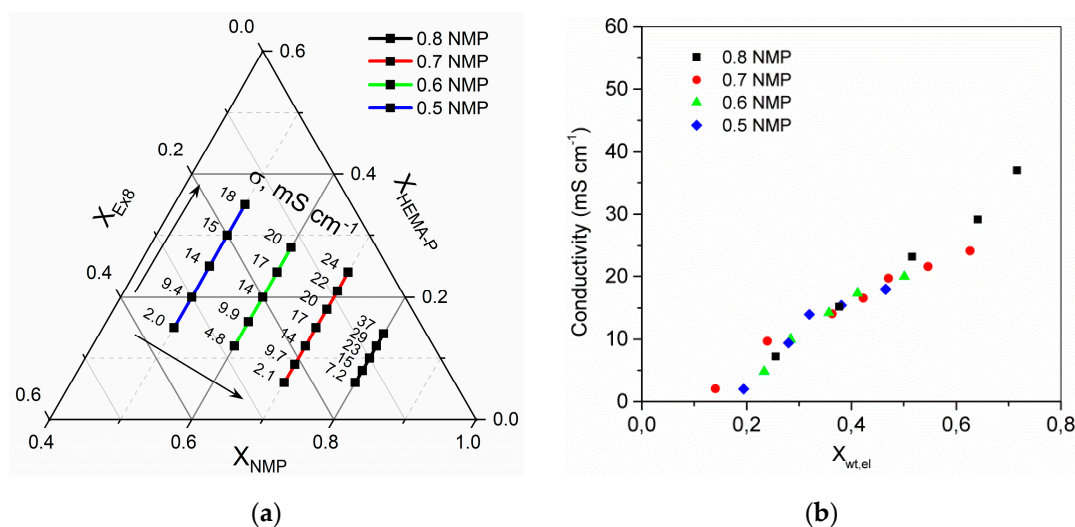 0.0
0.6
0.8 NMP
0.7 NMP
0.6 NMP
0.5 NMP
0.2
0.4
X_Ex8
X_HEMA-P
σ, mS cm⁻¹
18
15
14
9.4
2.0
20
17
14
9.9
4.8
24
22
20
17
14
9.7
2.1
37
29
23
15
7.2
0.4
0.2
0.6
0.0
0.4
0.6
0.8
1.0
X_NMP
(a)
60
50
40
30
20
10
0
Conductivity (mS cm⁻¹)
0.8 NMP
0.7 NMP
0.6 NMP
0.5 NMP
0,0
0,2
0,4
0,6
0,8
X_wt,el
(b)